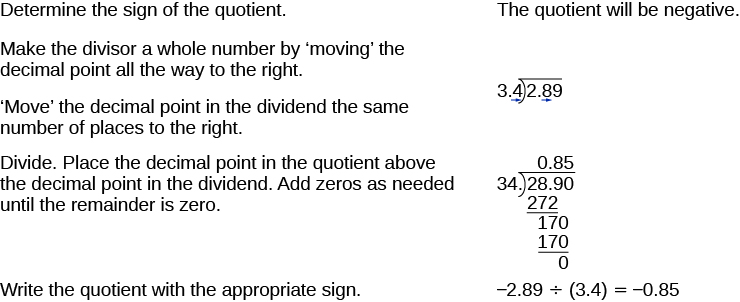 Determine the sign of the quotient.
The quotient will be negative.
Make the divisor a whole number by ‘moving’ the
decimal point all the way to the right.
3.4)2.89
‘Move’ the decimal point in the dividend the same
number of places to the right.
Divide. Place the decimal point in the quotient above
the decimal point in the dividend. Add zeros as needed
until the remainder is zero.
0.85
34.)28.90
272
170
170
0
Write the quotient with the appropriate sign.
−2.89 ÷ (3.4) = −0.85